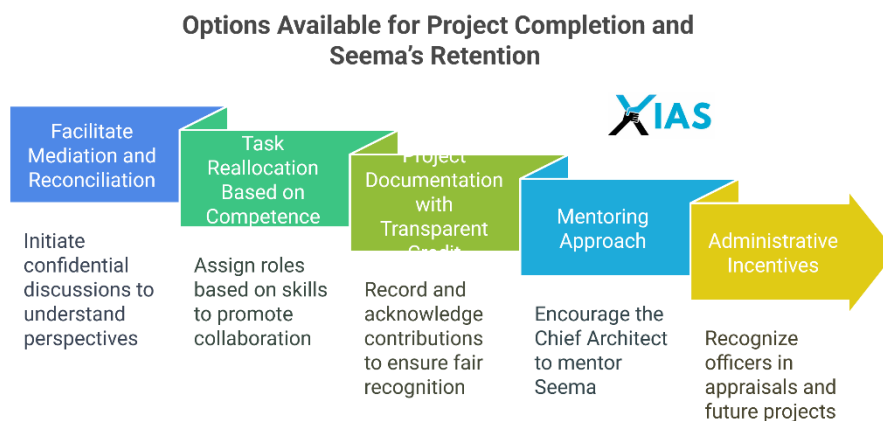 Options Available for Project Completion and
Seema's Retention
XIAS
Facilitate
Mediation and
Reconciliation
Initiate
confidential
discussions to
understand
perspectives
Task
Reallocation
Based on
Competence
Assign roles
based on skills
to promote
collaboration
Project
Documentation
with
Transparent
Credit
Record and
acknowledge
contributions
to ensure fair
recognition
Mentoring
Approach
Encourage the
Chief Architect
to mentor
Seema
Administrative
Incentives
Recognize
officers in
appraisals and
future projects